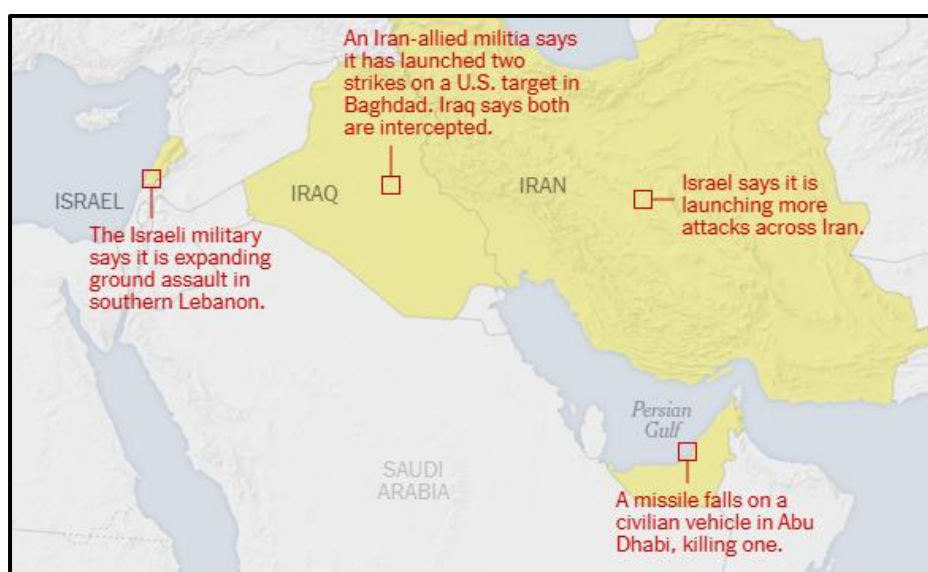 An Iran-allied militia says
it has launched two
strikes on a U.S. target in
Baghdad. Iraq says both
are intercepted.
ISRAEL
IRAQ
IRAN
Israel says it is
launching more
attacks across Iran.
The Israeli military
says it is expanding
ground assault in
southern Lebanon.
Persian
Gulf
SAUDI
ARABIA
A missile falls on a
civilian vehicle in Abu
Dhabi, killing one.